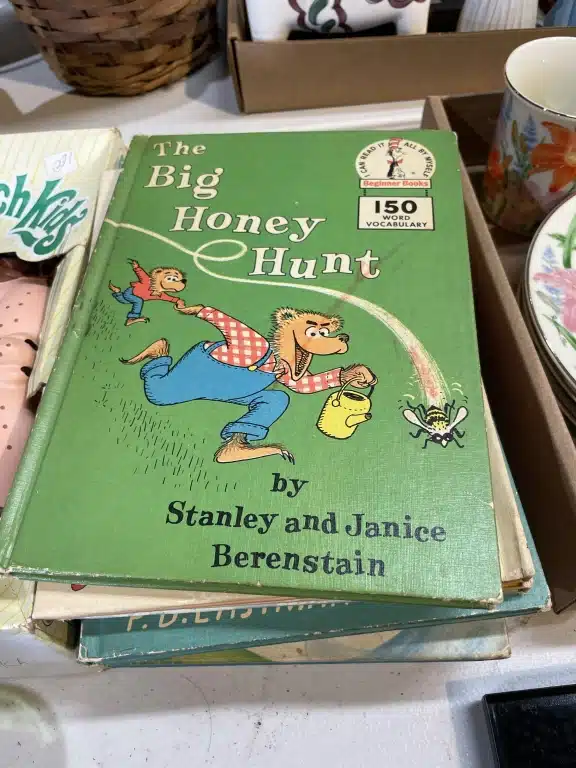 The
Big
Honey
Hunt
I CAN READ IT ALL BY MYSELF
Beginner Books
150
WORD
VOCABULARY
by
Stanley and Janice
Berenstain
Kids